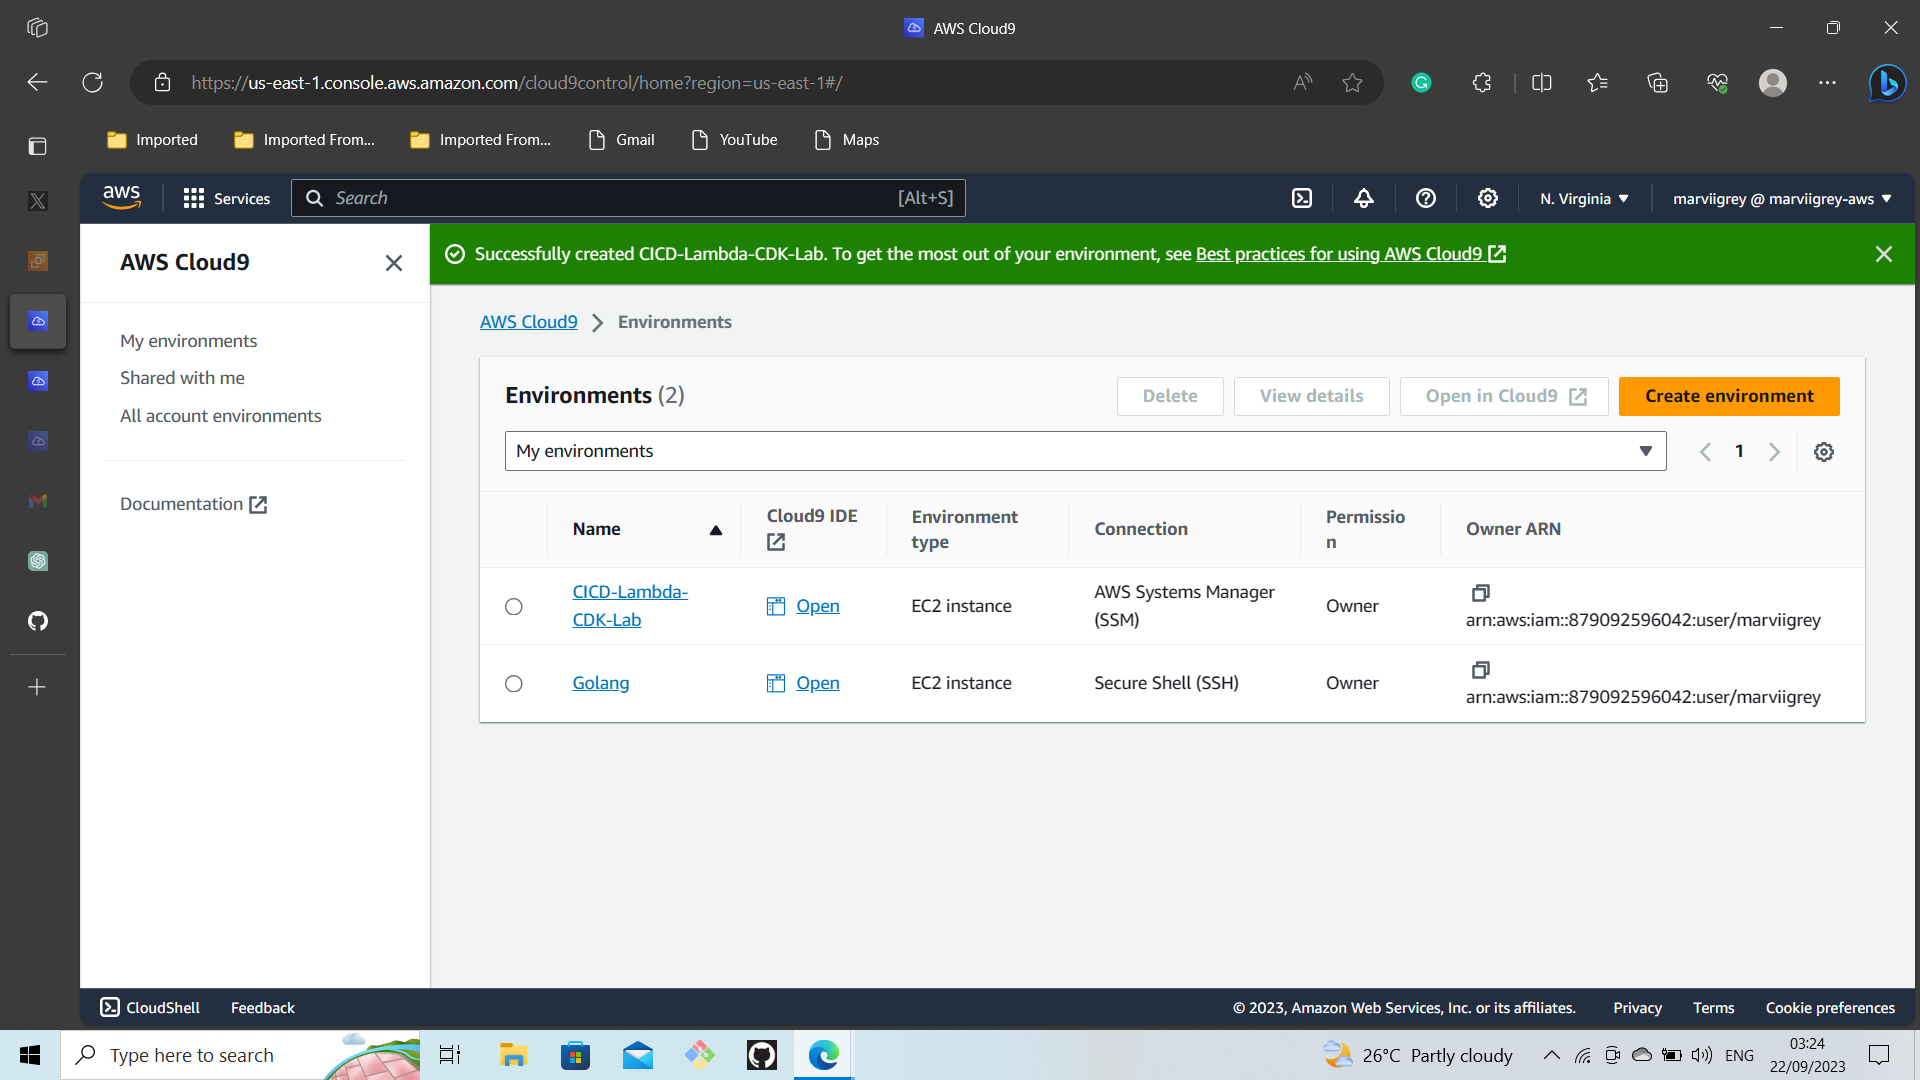 AWS Cloud9
https://us-east-1.console.aws.amazon.com/cloud9control/home?region=us-east-1#/
Imported
Imported From...
Imported From...
Gmail
YouTube
Maps
aws
Services
Search
[Alt+S]
N. Virginia
marviigrey @ marviigrey-aws
AWS Cloud9
My environments
Shared with me
All account environments
Documentation
Successfully created CICD-Lambda-CDK-Lab. To get the most out of your environment, see Best practices for using AWS Cloud9
AWS Cloud9
Environments
Environments (2)
Delete
View details
Open in Cloud9
Create environment
My environments
1
Name
Cloud9 IDE
Environment
type
Connection
Permissio
n
Owner ARN
CICD-Lambda-
CDK-Lab
Open
EC2 instance
AWS Systems Manager
(SSM)
Owner
arn:aws:iam::879092596042:user/marviigrey
Golang
Open
EC2 instance
Secure Shell (SSH)
Owner
arn:aws:iam::879092596042:user/marviigrey
CloudShell
Feedback
© 2023, Amazon Web Services, Inc. or its affiliates.
Privacy
Terms
Cookie preferences
Type here to search
26°C Partly cloudy
ENG
03:24
22/09/2023